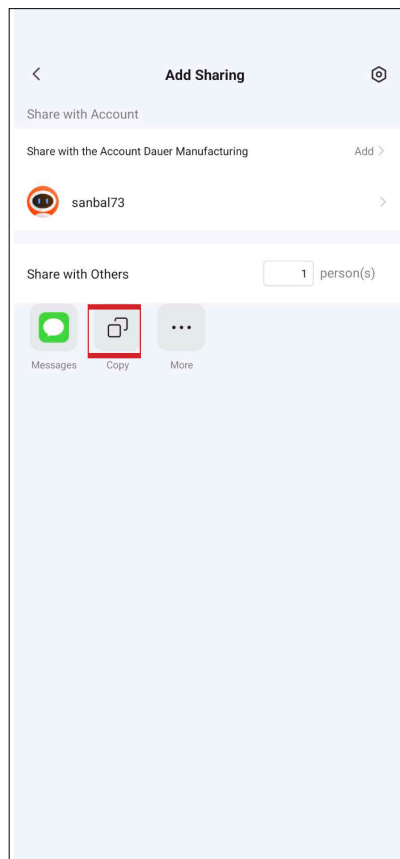 Add Sharing
Share with Account
Share with the Account Dauer Manufacturing Add >
sanbal73 >
Share with Others 1 person(s)
Messages Copy More